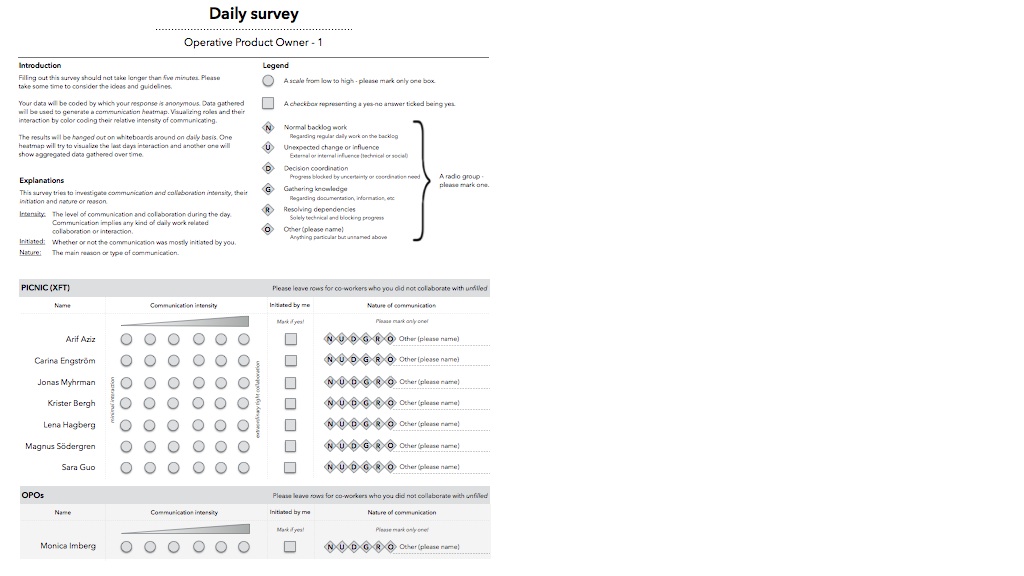 Daily survey
Operative Product Owner - 1
Introduction
Filling out this survey should not take longer than five minutes. Please
take some time to consider the ideas and guidelines.
Your data will be coded by which your response is anonymous. Data gathered
will be used to generate a communication heatmap. Visualizing roles and their
interaction by color coding their relative intensity of communicating.
The results will be hanged out on whiteboards around on daily basis. One
heatmap will try to visualize the last days interaction and another one will
show aggregated data gathered over time.
Explanations
This survey tries to investigate communication and collaboration intensity, their
initiation and nature or reason.
Intensity: The level of communication and collaboration during the day.
Communication implies any kind of daily work related
collaboration or interaction.
Initiated: Whether or not the communication was mostly initiated by you.
Nature: The main reason or type of communication.
Legend
A scale from low to high - please mark only one box.
A checkbox representing a yes-no answer ticked being yes.
N Normal backlog work
Regarding regular daily work on the backlog
U Unexpected change or influence
External or internal influence (technical or social)
D Decision coordination
Progress blocked by uncertainty or coordination need
G Gathering knowledge
Regarding documentation, information, etc
R Resolving dependencies
Solely technical and blocking progress
O Other (please name)
Anything particular but unnamed above
A radio group -
please mark one.
PICNIC (XFT) Please leave rows for co-workers who you did not collaborate with unfilled
Name Communication intensity Initiated by me Nature of communication
Mark if yes! Please mark only one!
minimal interaction
extraordinary tight collaboration
Arif Aziz N U D G R O Other (please name)
Carina Engström N U D G R O Other (please name)
Jonas Myhrman N U D G R O Other (please name)
Krister Bergh N U D G R O Other (please name)
Lena Hagberg N U D G R O Other (please name)
Magnus Södergren N U D G R O Other (please name)
Sara Guo N U D G R O Other (please name)
OPOs Please leave rows for co-workers who you did not collaborate with unfilled
Name Communication intensity Initiated by me Nature of communication
Mark if yes! Please mark only one!
Monica Imberg N U D G R O Other (please name)